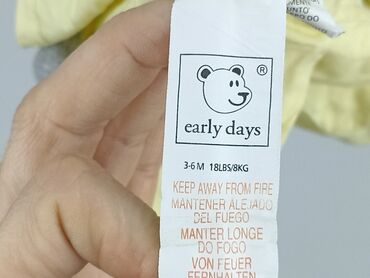 ®
early days
3-6 M 18LBS/8KG
KEEP AWAY FROM FIRE
MANTENER ALEJADO
DEL FUEGO
MANTER LONGE
DO FOGO
VON FEUER
FERNHALTEN